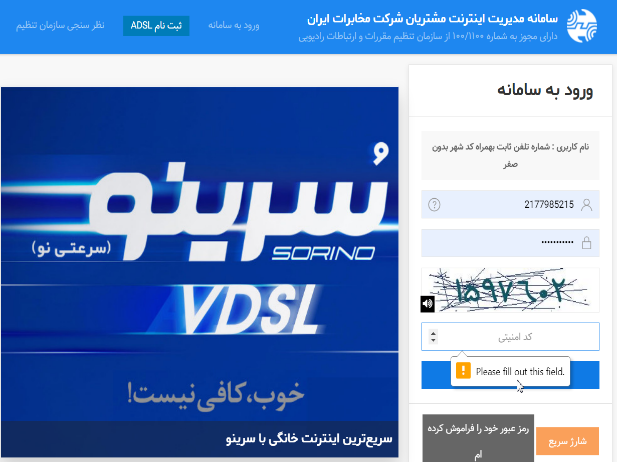 سامانه مدیریت اینترنت مشتریان شرکت مخابرات ایران
دارای مجوز به شماره ۱۰۰/۱۱۰۰ از سازمان تنظیم مقررات و ارتباطات رادیویی
ورود به سامانه
ثبت نام ADSL
نظر سنجی سازمان تنظیم
ورود به سامانه
نام کاربری : شماره تلفن ثابت بهمراه کد شهر بدون
صفر
2177985215
۱۵۹۷۶۰۲
کد امنیتی
Please fill out this field.
رمز عبور خود را فراموش کرده
ام
شارژ سریع
سرینو
(سرعتی نو)
SORINO
VDSL
خوب،کافی نیست!
سریع‌ترین اینترنت خانگی با سرینو